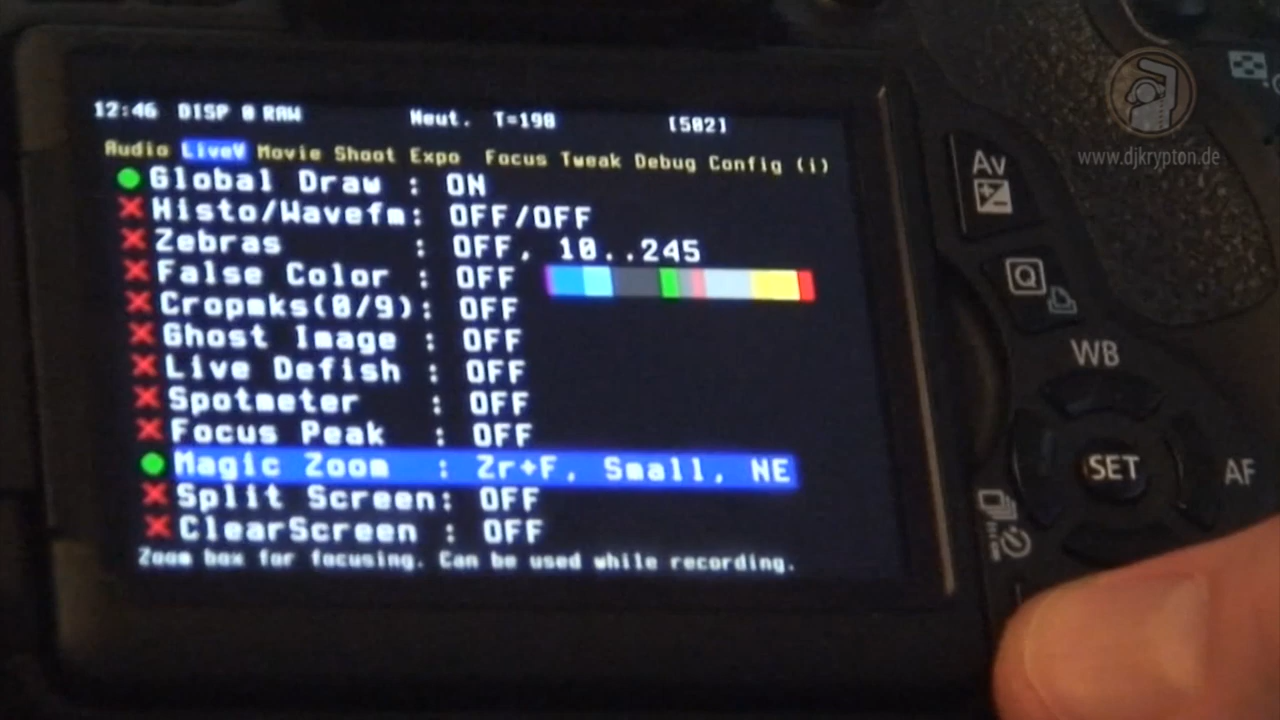 12:46 DISP 0 RAW Neut. T=190 [502]
Audio LiveV Movie Shoot Expo Focus Tweak Debug Config (i)
Global Draw : ON
Histo/Wavefm: OFF/OFF
Zebras : OFF, 10..245
False Color : OFF
Cropmks(0/9): OFF
Ghost Image : OFF
Live Defish : OFF
Spotmeter : OFF
Focus Peak : OFF
Magic Zoom : Zr+F, Small, NE
Split Screen: OFF
ClearScreen : OFF
Zoom box for focusing. Can be used while recording.
www.djkrypton.de
Av
Q
WB
SET
AF